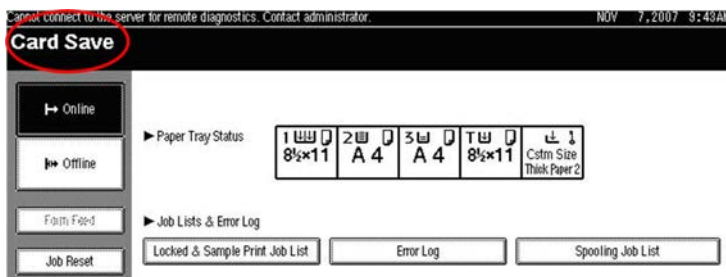 Cannot connect to the server for remote diagnostics. Contact administrator. NOV 7,2007 9:43AM
Card Save
Online
Offline
Form Feed
Job Reset
▶ Paper Tray Status
1 8½×11
2 A 4
3 A 4
T 8½×11
Cstm Size
Thick Paper 2
▶ Job Lists & Error Log
Locked & Sample Print Job List
Error Log
Spooling Job List